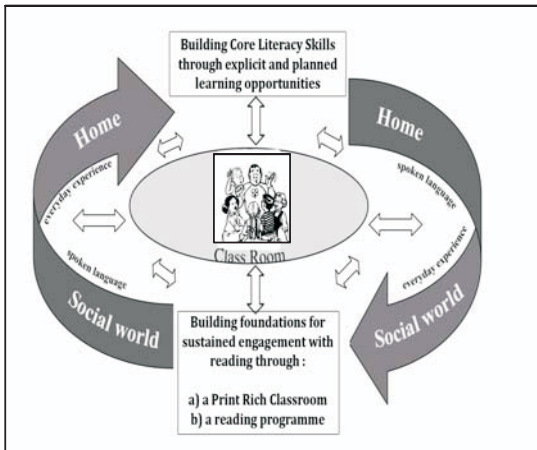 Building Core Literacy Skills
through explicit and planned
learning opportunities
Home
Home
everyday experience
spoken language
Class Room
spoken language
everyday experience
Social world
Social world
Building foundations for
sustained engagement with
reading through :
a) a Print Rich Classroom
b) a reading programme